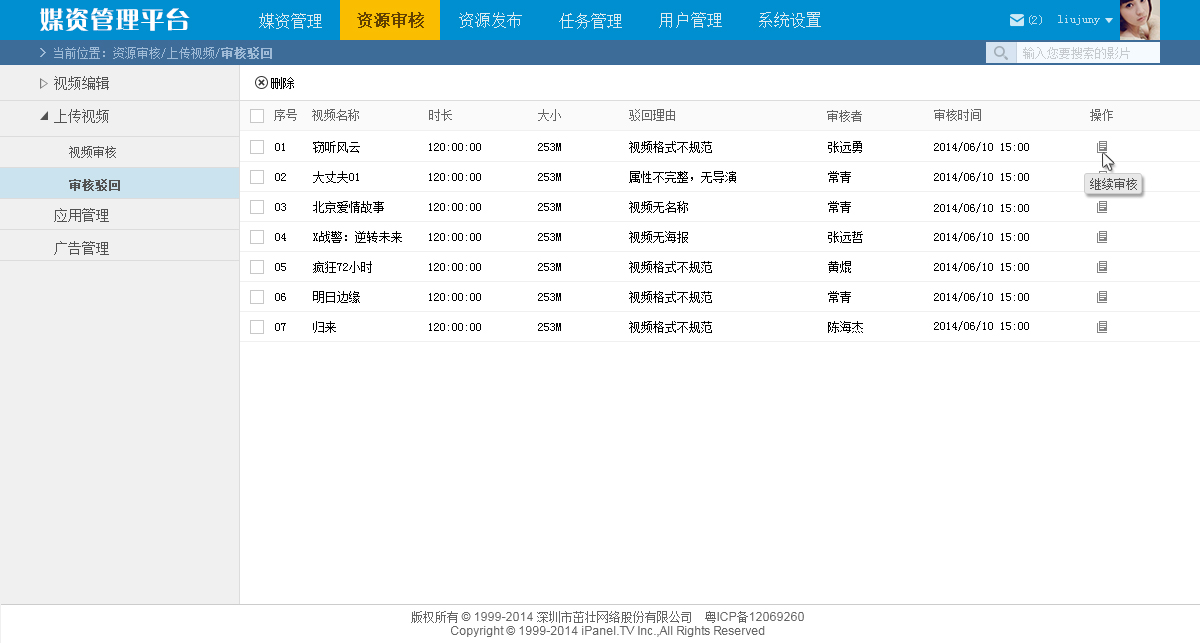 媒资管理平台 媒资管理 资源审核 资源发布 任务管理 用户管理 系统设置 (2) liujuny
当前位置：资源审核/上传视频/审核驳回 输入您要搜索的影片
视频编辑
上传视频
视频审核
审核驳回
应用管理
广告管理
删除
序号 视频名称 时长 大小 驳回理由 审核者 审核时间 操作
01 窃听风云 120:00:00 253M 视频格式不规范 张远勇 2014/06/10 15:00
02 大丈夫01 120:00:00 253M 属性不完整，无导演 常青 2014/06/10 15:00
继续审核
03 北京爱情故事 120:00:00 253M 视频无名称 常青 2014/06/10 15:00
04 X战警：逆转未来 120:00:00 253M 视频无海报 张远哲 2014/06/10 15:00
05 疯狂72小时 120:00:00 253M 视频格式不规范 黄焜 2014/06/10 15:00
06 明日边缘 120:00:00 253M 视频格式不规范 常青 2014/06/10 15:00
07 归来 120:00:00 253M 视频格式不规范 陈海杰 2014/06/10 15:00
版权所有 © 1999-2014 深圳市茁壮网络股份有限公司 粤ICP备12069260
Copyright © 1999-2014 iPanel.TV Inc.,All Rights Reserved